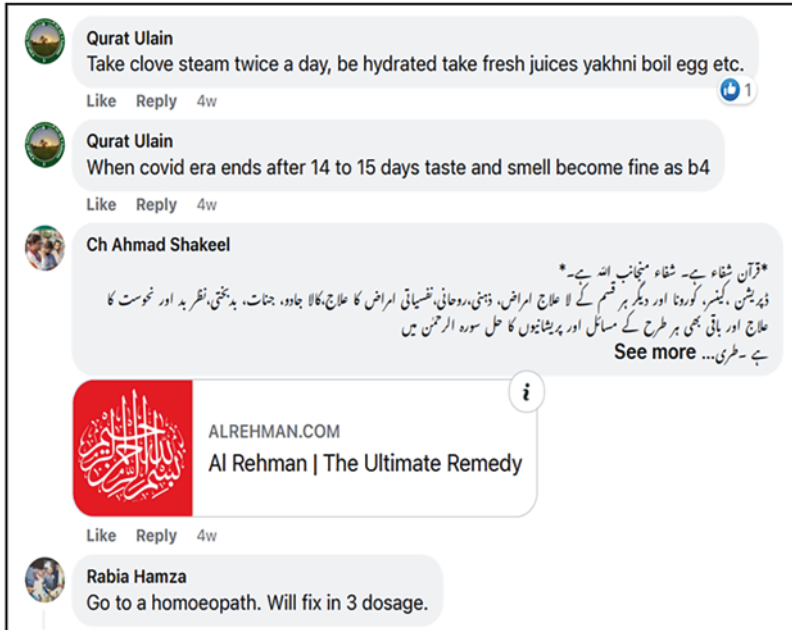 Qurat Ulain
Take clove steam twice a day, be hydrated take fresh juices yakhni boil egg etc.
1
Like Reply 4w
Qurat Ulain
When covid era ends after 14 to 15 days taste and smell become fine as b4
Like Reply 4w
Ch Ahmad Shakeel
*قرآن شفاء ہے۔ شفاء منجانب اللہ ہے۔*
ڈپریشن ،کینسر، کورونا اور دیگر ہر قسم کے لا علاج امراض، ذہنی،روحانی،نفسیاتی امراض کا علاج،کالا جادو، جنات، بدبختی،نظر بد اور نحوست کا
علاج اور باقی بھی ہر طرح کے مسائل اور پریشانیوں کا حل سورہ الرحمٰن میں
ہے ۔طری... See more
i
بسم الله الرحمن الرحيم
ALREHMAN.COM
Al Rehman | The Ultimate Remedy
Like Reply 4w
Rabia Hamza
Go to a homoeopath. Will fix in 3 dosage.